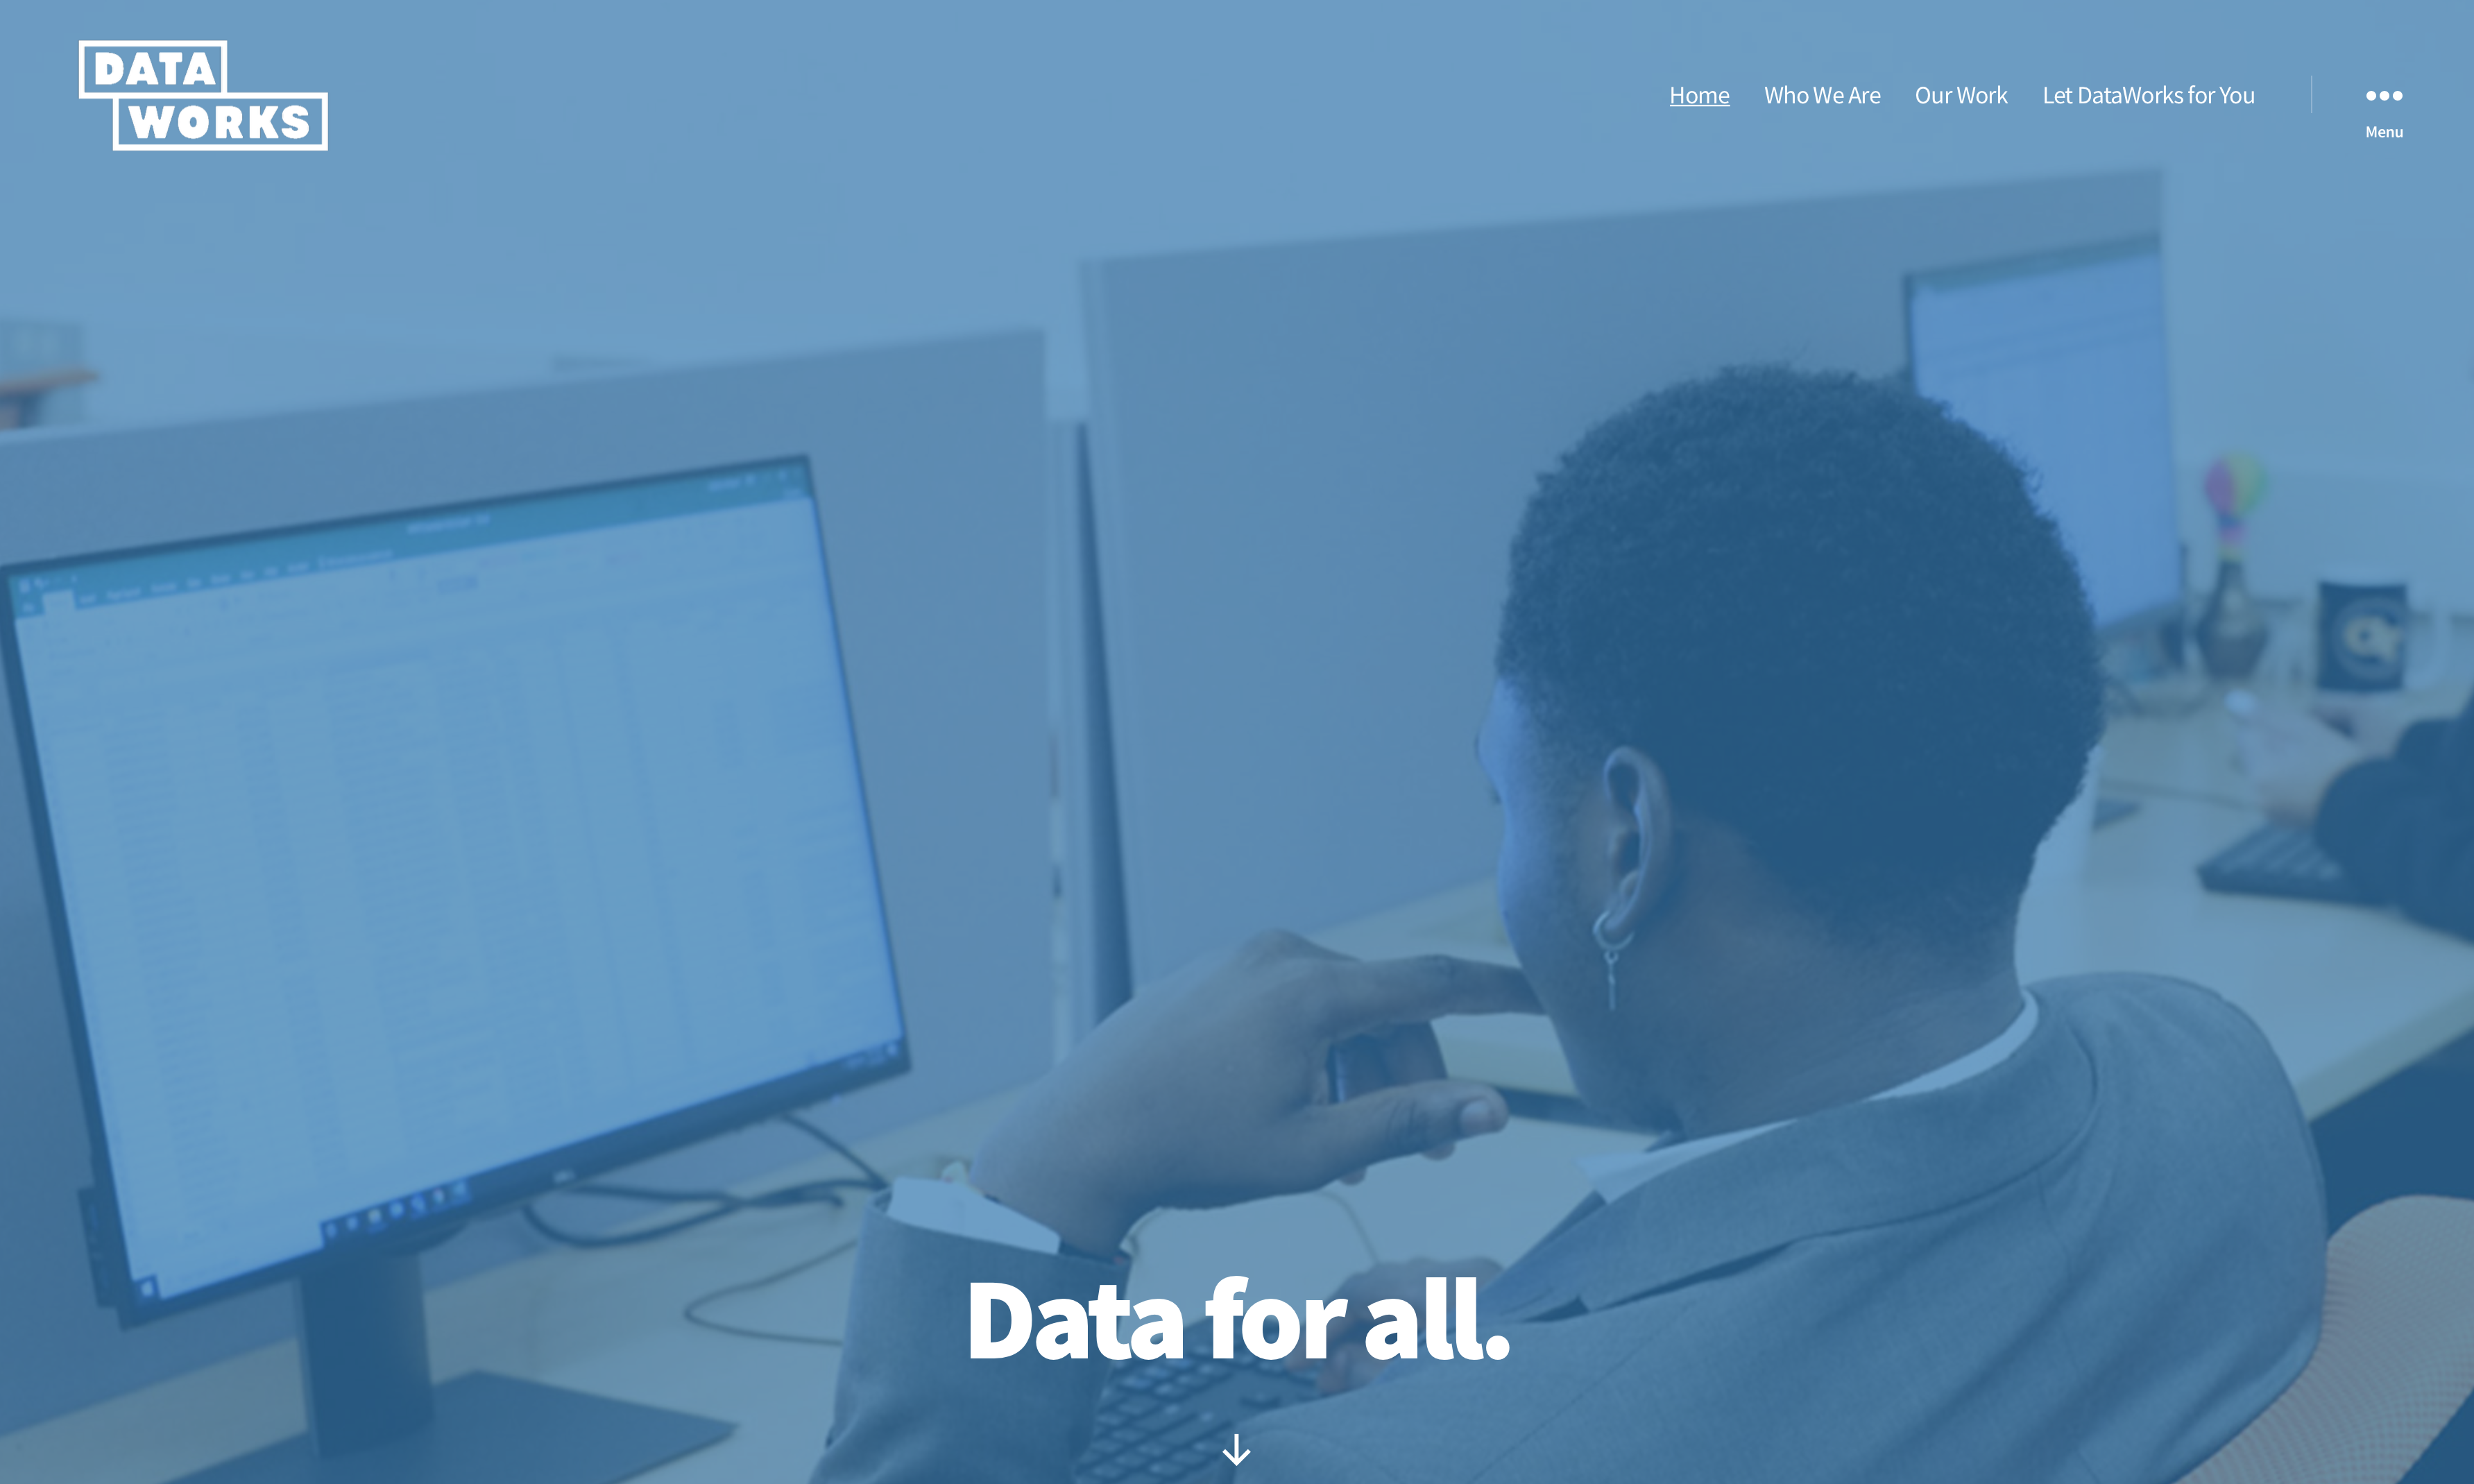 DATA
WORKS
Home Who We Are Our Work Let DataWorks for You
Menu
Data for all.